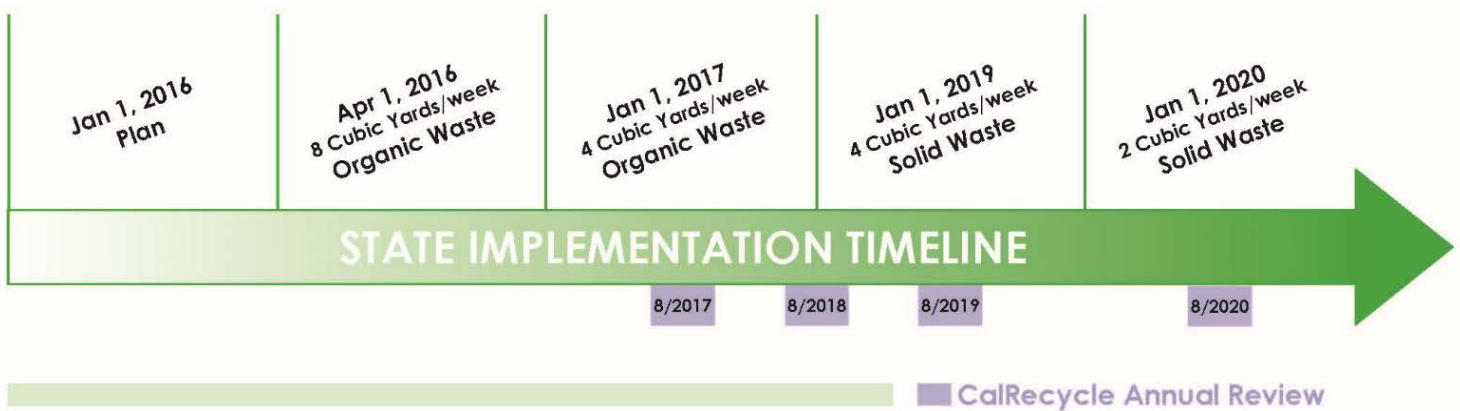 Jan 1, 2016
Plan
Apr 1, 2016
8 Cubic Yards/week
Organic Waste
Jan 1, 2017
4 Cubic Yards/week
Organic Waste
Jan 1, 2019
4 Cubic Yards/week
Solid Waste
Jan 1, 2020
2 Cubic Yards/week
Solid Waste
STATE IMPLEMENTATION TIMELINE
8/2017
8/2018
8/2019
8/2020
CalRecycle Annual Review